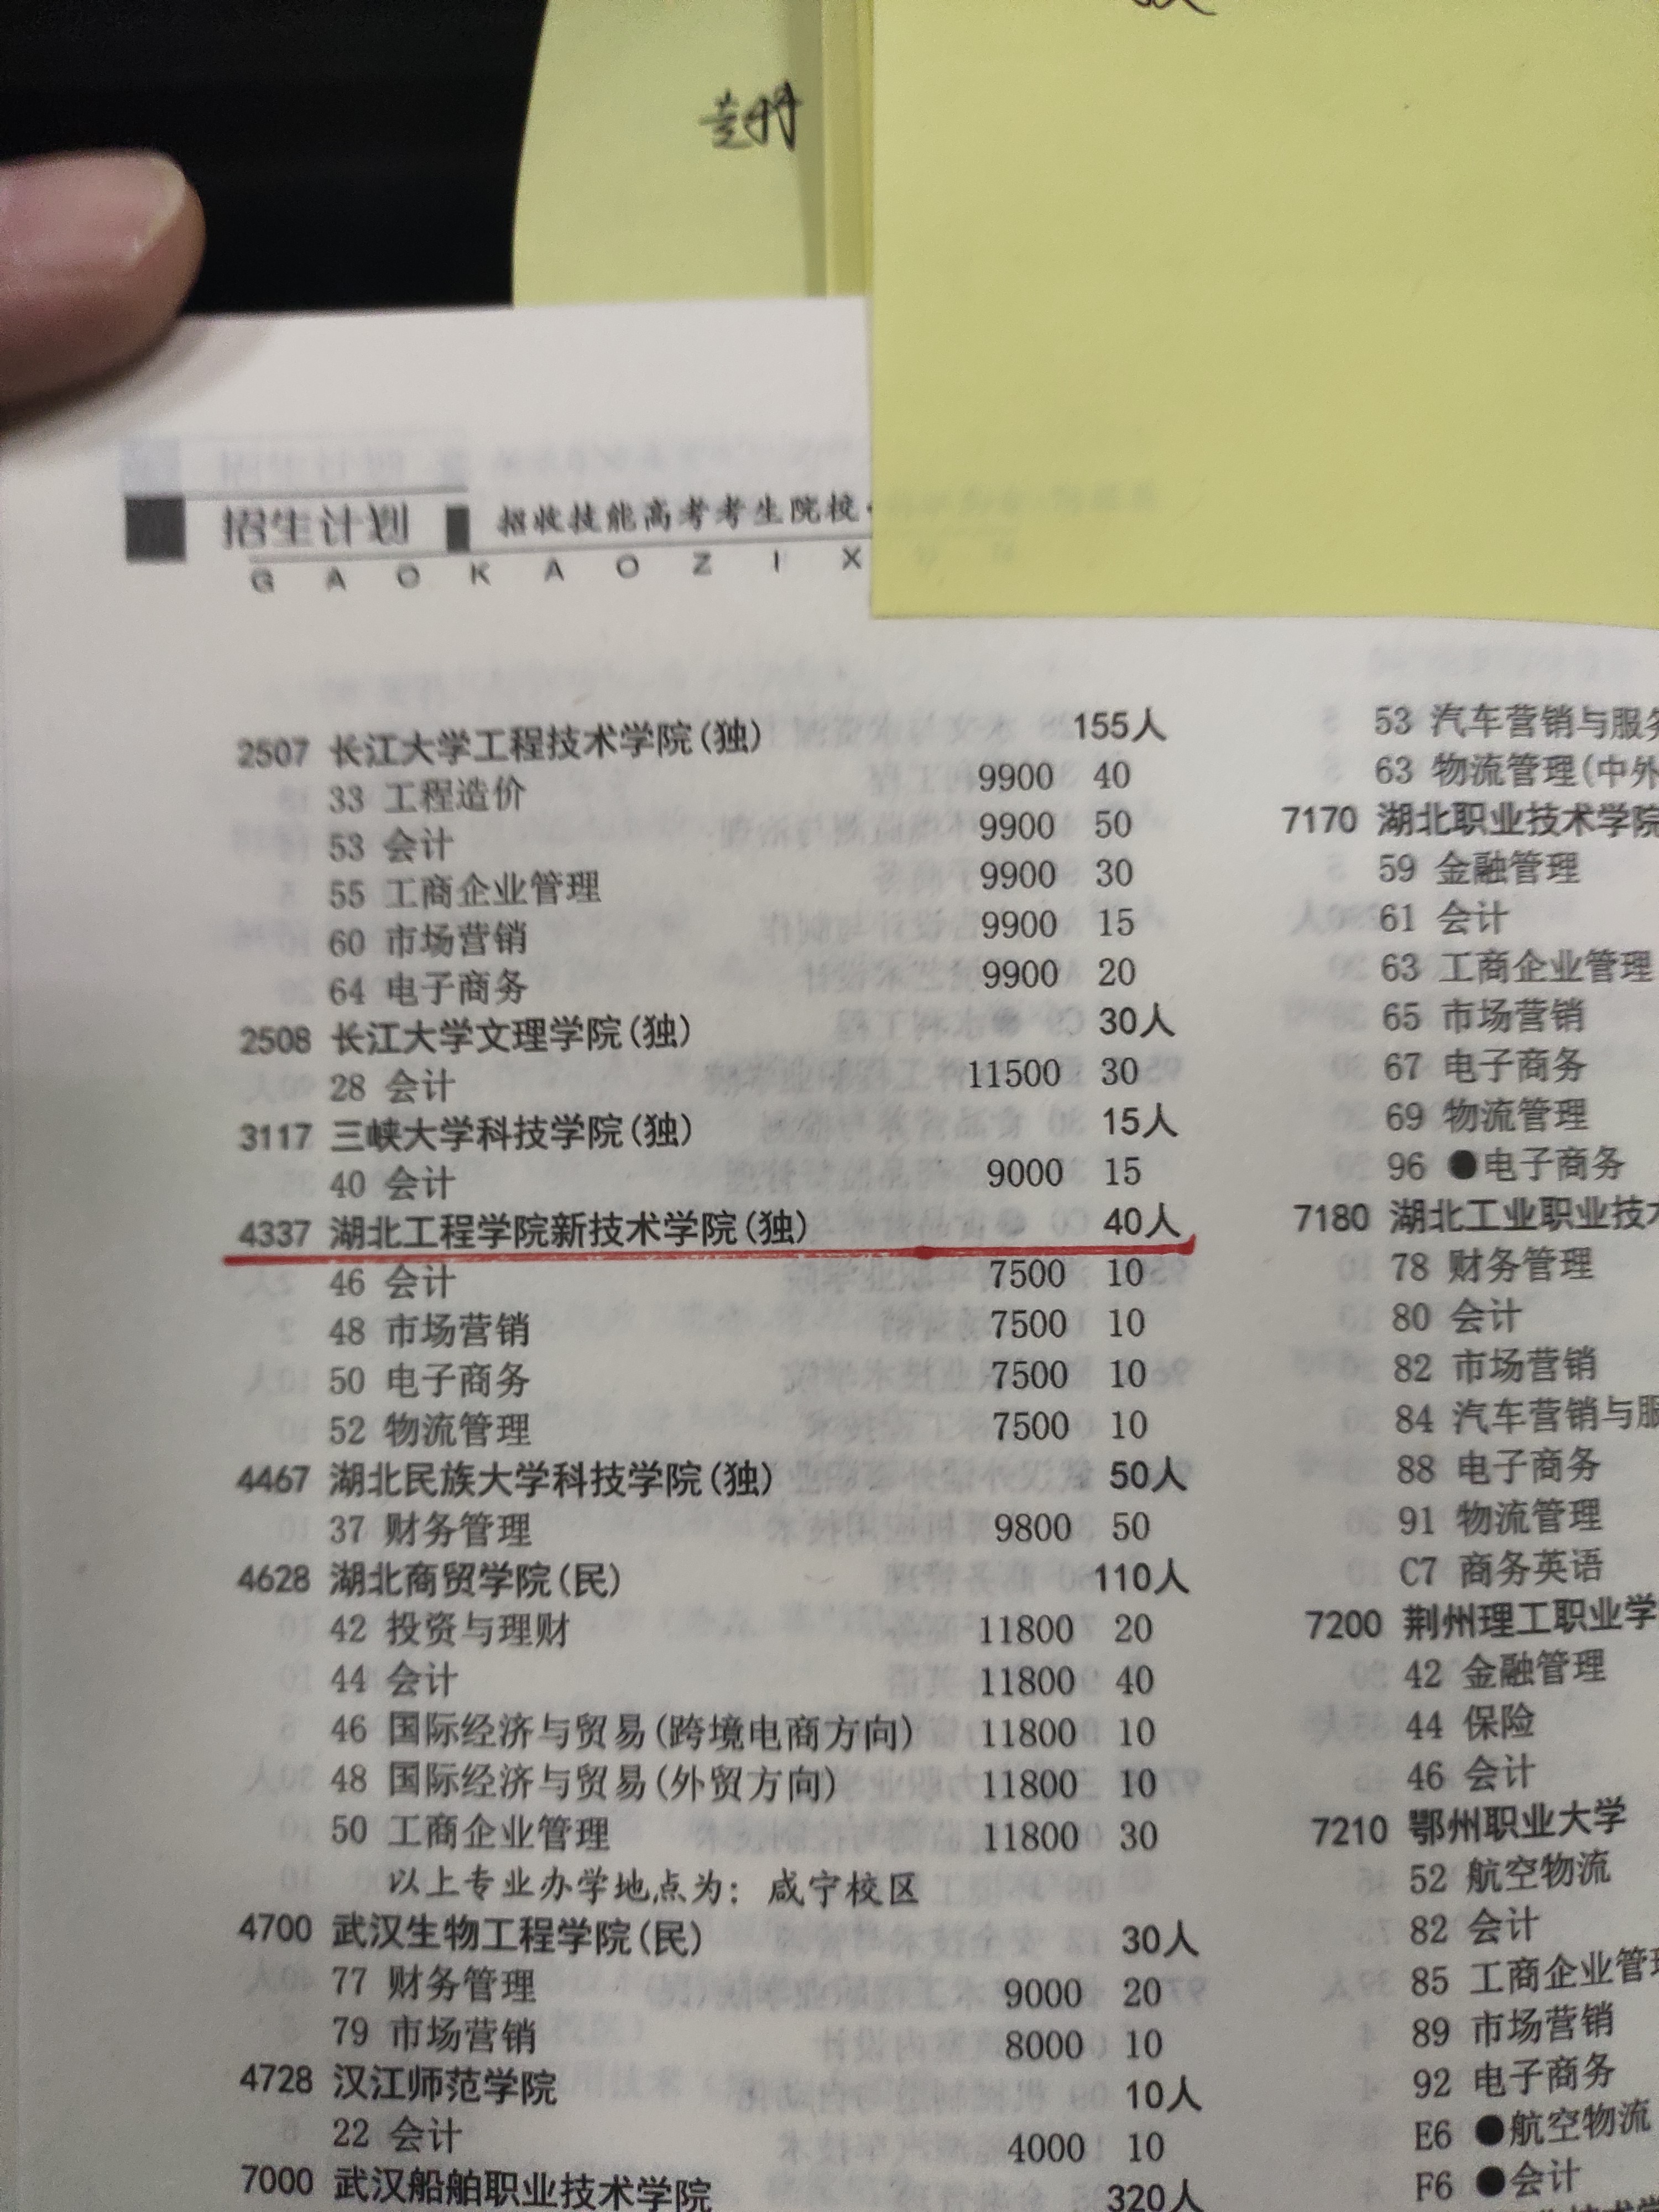 招生计划 招收技能高考考生院校·
GAOKAOZIX
2507 长江大学工程技术学院(独) 155人
33 工程造价 9900 40
53 会计 9900 50
55 工商企业管理 9900 30
60 市场营销 9900 15
64 电子商务 9900 20
2508 长江大学文理学院(独) 30人
28 会计 11500 30
3117 三峡大学科技学院(独) 15人
40 会计 9000 15
4337 湖北工程学院新技术学院(独) 40人
46 会计 7500 10
48 市场营销 7500 10
50 电子商务 7500 10
52 物流管理 7500 10
4467 湖北民族大学科技学院(独) 50人
37 财务管理 9800 50
4628 湖北商贸学院(民) 110人
42 投资与理财 11800 20
44 会计 11800 40
46 国际经济与贸易(跨境电商方向) 11800 10
48 国际经济与贸易(外贸方向) 11800 10
50 工商企业管理 11800 30
以上专业办学地点为：咸宁校区
4700 武汉生物工程学院(民) 30人
77 财务管理 9000 20
79 市场营销 8000 10
4728 汉江师范学院 10人
22 会计 4000 10
7000 武汉船舶职业技术学院 320人
53 汽车营销与服务
63 物流管理(中外
7170 湖北职业技术学院
59 金融管理
61 会计
63 工商企业管理
65 市场营销
67 电子商务
69 物流管理
96 ●电子商务
7180 湖北工业职业技术
78 财务管理
80 会计
82 市场营销
84 汽车营销与服
88 电子商务
91 物流管理
C7 商务英语
7200 荆州理工职业学
42 金融管理
44 保险
46 会计
7210 鄂州职业大学
52 航空物流
82 会计
85 工商企业管理
89 市场营销
92 电子商务
E6 ●航空物流
F6 ●会计